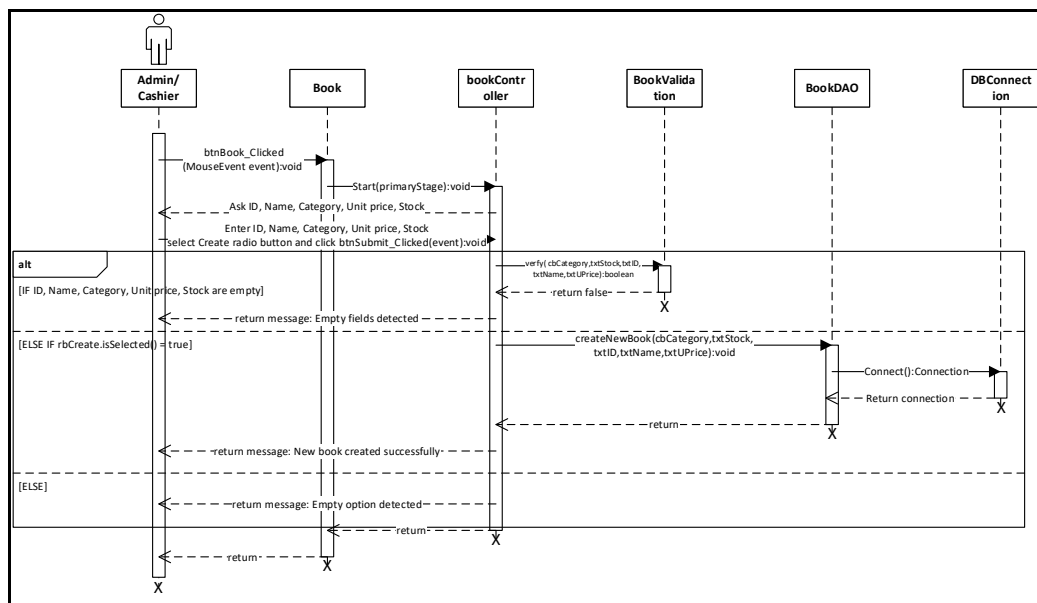 Admin/
Cashier
Book
bookContr
oller
BookValida
tion
BookDAO
DBConnect
ion
btnBook_Clicked
(MouseEvent event):void
Start(primaryStage):void
Ask ID, Name, Category, Unit price, Stock
Enter ID, Name, Category, Unit price, Stock
select Create radio button and click btnSubmit_Clicked(event):void
alt
verfy( cbCategory,txtStock,txtID,
txtName,txtUPrice):boolean
[IF ID, Name, Category, Unit price, Stock are empty]
return false
X
return message: Empty fields detected
[ELSE IF rbCreate.isSelected() = true]
createNewBook(cbCategory,txtStock,
txtID,txtName,txtUPrice):void
Connect():Connection
Return connection
X
return
X
return message: New book created successfully
[ELSE]
return message: Empty option detected
return
X
return
X
X